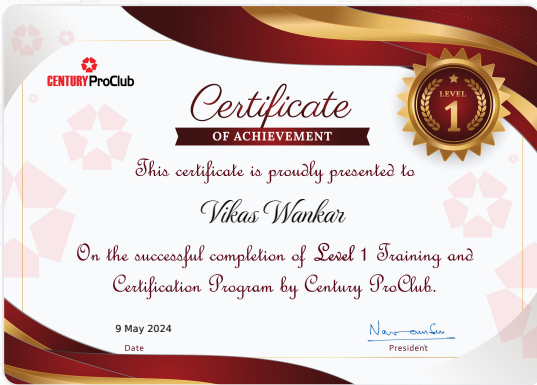 CENTURY ProClub
LEVEL
1
Certificate
OF ACHIEVEMENT
This certificate is proudly presented to
Vikas Wankar
On the successful completion of Level 1 Training and
Certification Program by Century ProClub.
9 May 2024
Date
President